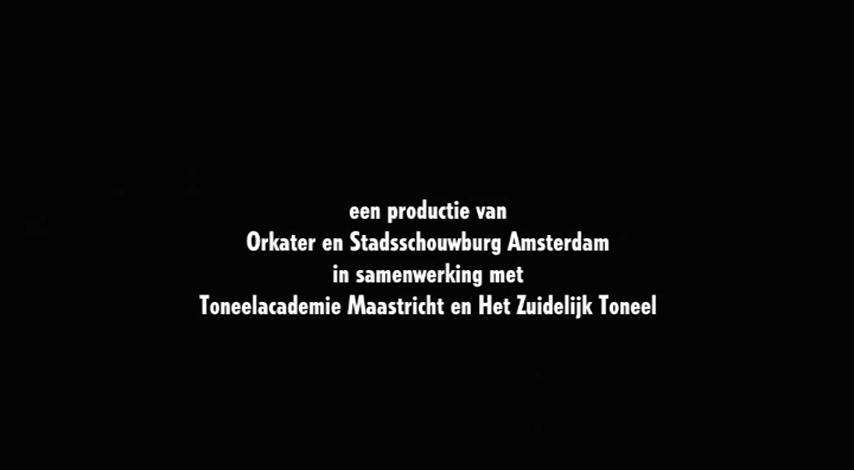 een productie van
Orkater en Stadsschouwburg Amsterdam
in samenwerking met
Toneelacademie Maastricht en Het Zuidelijk Toneel